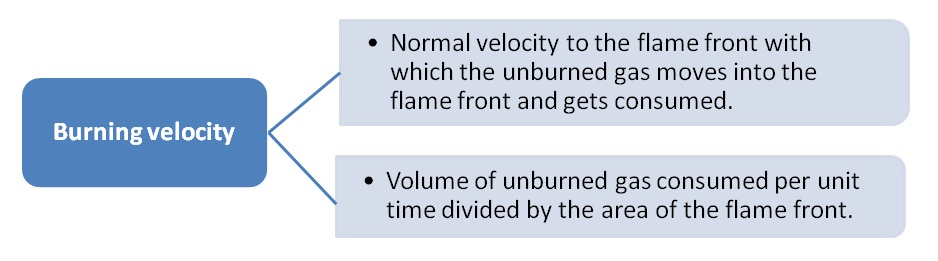 Burning velocity
• Normal velocity to the flame front with
which the unburned gas moves into the
flame front and gets consumed.
• Volume of unburned gas consumed per unit
time divided by the area of the flame front.